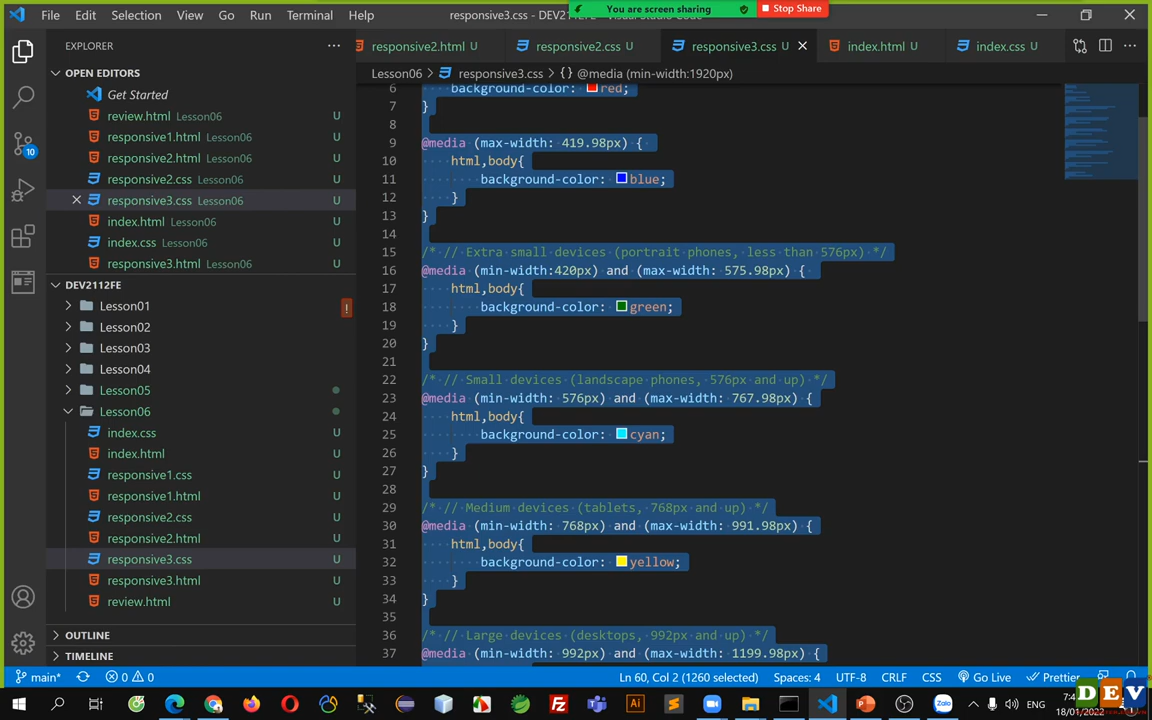 File Edit Selection View Go Run Terminal Help
responsive3.css - DEV2112FE
You are screen sharing
Stop Share
EXPLORER
responsive2.html U
responsive2.css U
responsive3.css U
index.html U
index.css U
Lesson06 > responsive3.css > {} @media (min-width:1920px)
OPEN EDITORS
Get Started
review.html Lesson06 U
responsive1.html Lesson06 U
responsive2.html Lesson06 U
responsive2.css Lesson06 U
responsive3.css Lesson06 U
index.html Lesson06 U
index.css Lesson06 U
responsive3.html Lesson06 U
DEV2112FE
Lesson01
Lesson02
Lesson03
Lesson04
Lesson05
Lesson06
index.css U
index.html U
responsive1.css U
responsive1.html U
responsive2.css U
responsive2.html U
responsive3.css U
responsive3.html U
review.html U
OUTLINE
TIMELINE
6 background-color: red;
7 }
8
9 @media (max-width: 419.98px) {
10 html,body{
11 background-color: blue;
12 }
13 }
14
15 /* // Extra small devices (portrait phones, less than 576px) */
16 @media (min-width:420px) and (max-width: 575.98px) {
17 html,body{
18 background-color: green;
19 }
20 }
21
22 /* // Small devices (landscape phones, 576px and up) */
23 @media (min-width: 576px) and (max-width: 767.98px) {
24 html,body{
25 background-color: cyan;
26 }
27 }
28
29 /* // Medium devices (tablets, 768px and up) */
30 @media (min-width: 768px) and (max-width: 991.98px) {
31 html,body{
32 background-color: yellow;
33 }
34 }
35
36 /* // Large devices (desktops, 992px and up) */
37 @media (min-width: 992px) and (max-width: 1199.98px) {
10
main* 0 0 Ln 60, Col 2 (1260 selected) Spaces: 4 UTF-8 CRLF CSS Go Live
ENG
18/01/2022
DEV